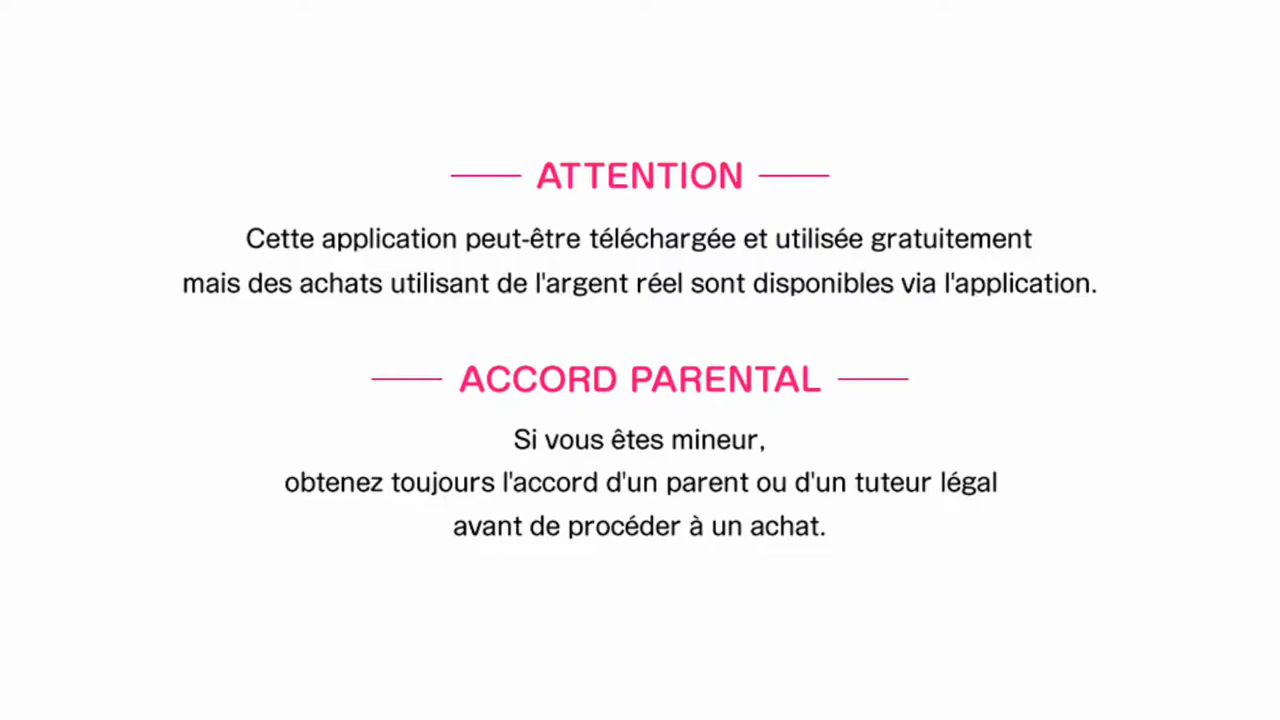 ATTENTION
Cette application peut-être téléchargée et utilisée gratuitement
mais des achats utilisant de l'argent réel sont disponibles via l'application.
ACCORD PARENTAL
Si vous êtes mineur,
obtenez toujours l'accord d'un parent ou d'un tuteur légal
avant de procéder à un achat.